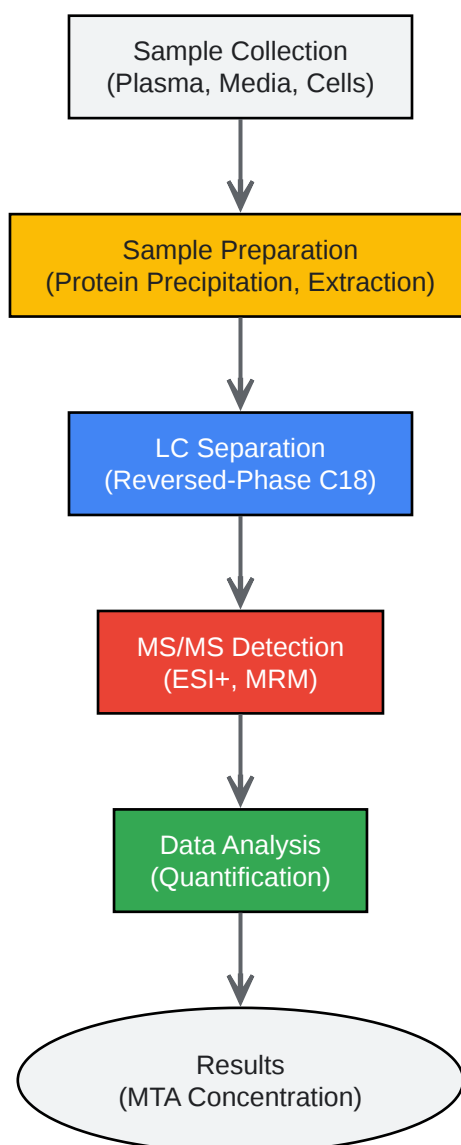 Sample Collection
(Plasma, Media, Cells)
Sample Preparation
(Protein Precipitation, Extraction)
LC Separation
(Reversed-Phase C18)
MS/MS Detection
(ESI+, MRM)
Data Analysis
(Quantification)
Results
(MTA Concentration)